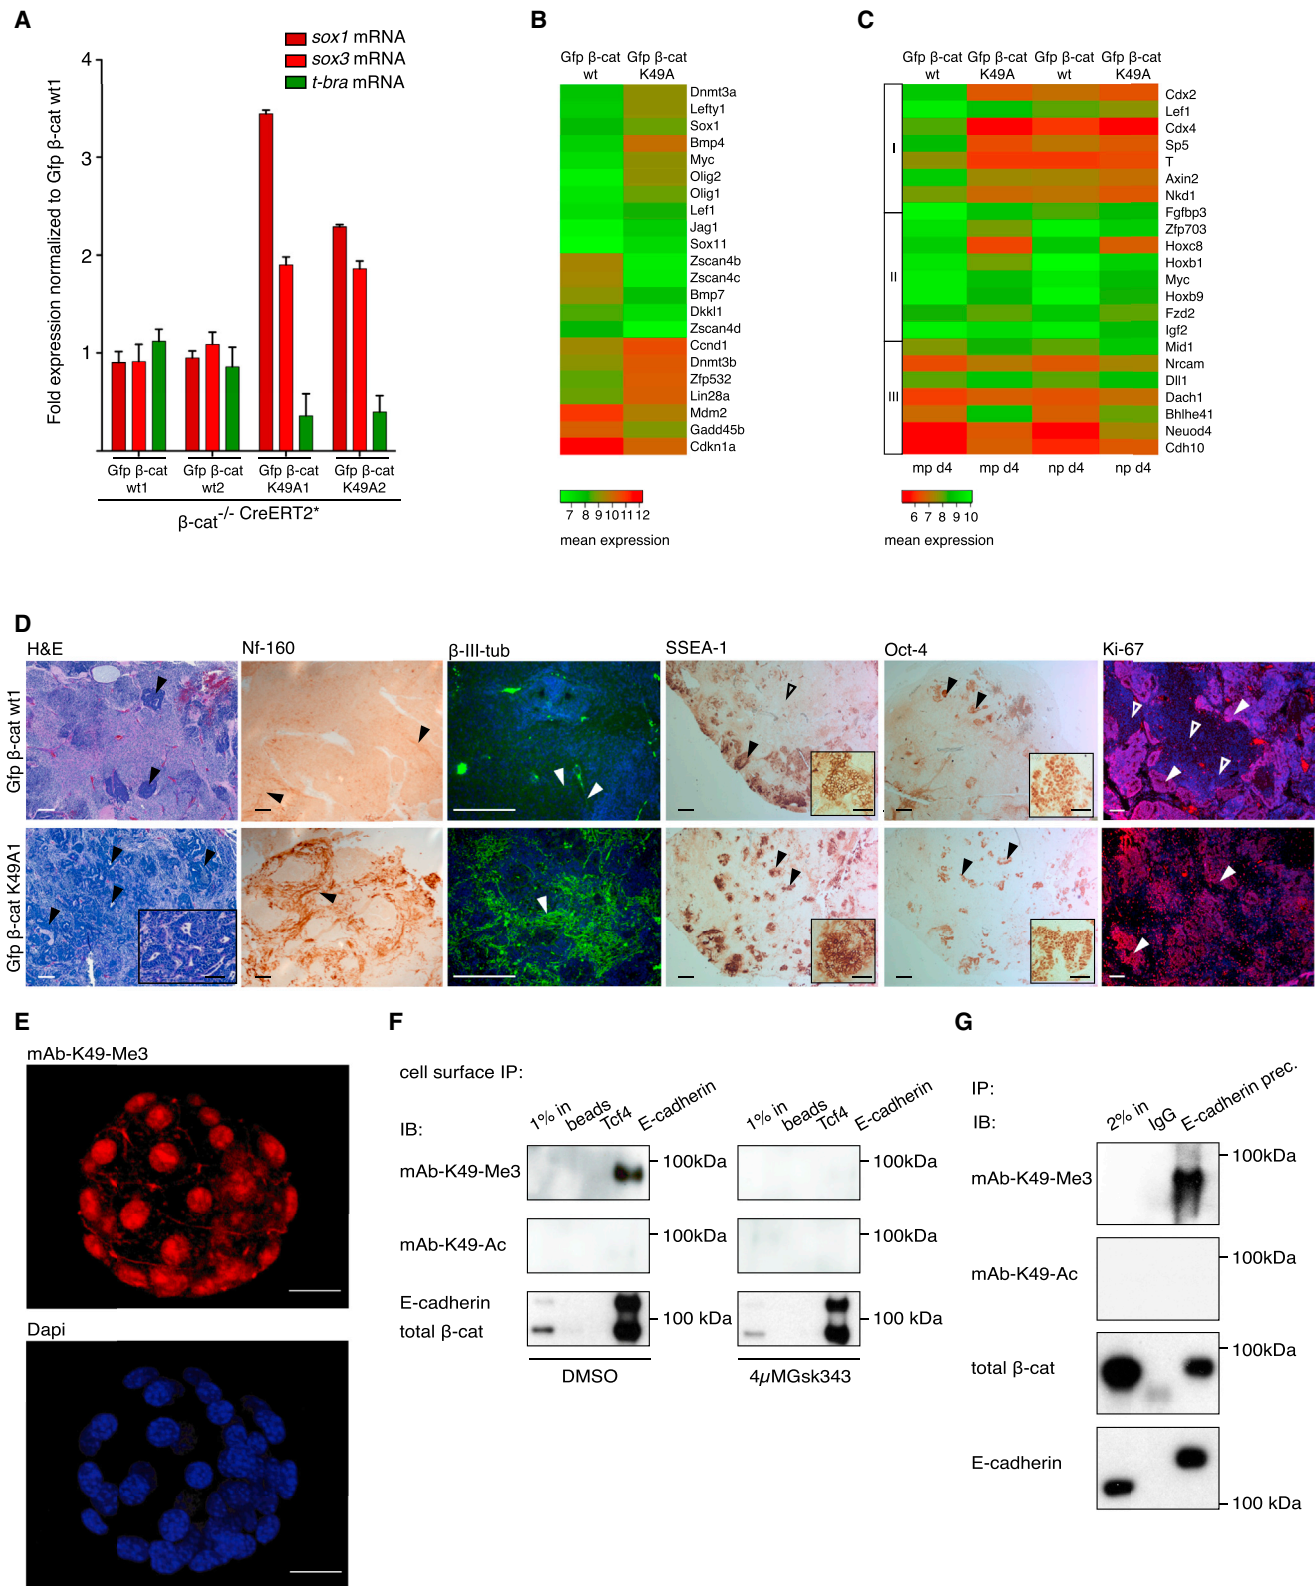 A
sox1 mRNA
sox3 mRNA
t-bra mRNA
Fold expression normalized to Gfp β-cat wt1
4
3
2
1
Gfp β-cat wt1
Gfp β-cat wt2
Gfp β-cat K49A1
Gfp β-cat K49A2
β-cat-/- CreERT2*
B
Gfp β-cat wt
Gfp β-cat K49A
Dnmt3a
Lefty1
Sox1
Bmp4
Myc
Olig2
Olig1
Lef1
Jag1
Sox11
Zscan4b
Zscan4c
Bmp7
Dkkl1
Zscan4d
Ccnd1
Dnmt3b
Zfp532
Lin28a
Mdm2
Gadd45b
Cdkn1a
7 8 9 10 11 12
mean expression
C
Gfp β-cat wt
Gfp β-cat K49A
Gfp β-cat wt
Gfp β-cat K49A
I
II
III
Cdx2
Lef1
Cdx4
Sp5
T
Axin2
Nkd1
Fgfbp3
Zfp703
Hoxc8
Hoxb1
Myc
Hoxb9
Fzd2
Igf2
Mid1
Nrcam
Dll1
Dach1
Bhlhe41
Neuod4
Cdh10
mp d4 mp d4 np d4 np d4
6 7 8 9 10
mean expression
D
H&E
Nf-160
β-III-tub
SSEA-1
Oct-4
Ki-67
Gfp β-cat wt1
Gfp β-cat K49A1
E
mAb-K49-Me3
Dapi
F
cell surface IP:
IB:
1% in
beads
Tcf4
E-cadherin
1% in
beads
Tcf4
E-cadherin
mAb-K49-Me3
100kDa
100kDa
mAb-K49-Ac
100kDa
100kDa
E-cadherin
total β-cat
100 kDa
100 kDa
DMSO
4µMGsk343
G
IP:
IB:
2% in
IgG
E-cadherin prec.
mAb-K49-Me3
100kDa
mAb-K49-Ac
100kDa
total β-cat
100kDa
E-cadherin
100 kDa